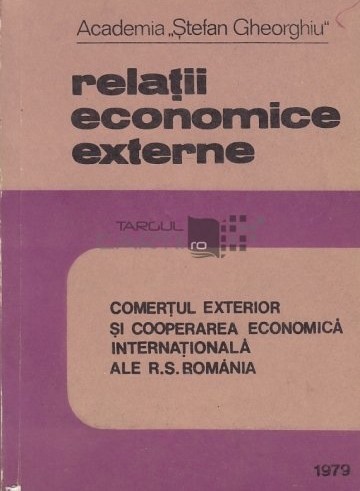 Academia „Ștefan Gheorghiu"
relații
economice
externe
TARGUL
ro
COMERȚUL EXTERIOR
ȘI COOPERAREA ECONOMICĂ
INTERNAȚIONALĂ
ALE R.S. ROMÂNIA
1979